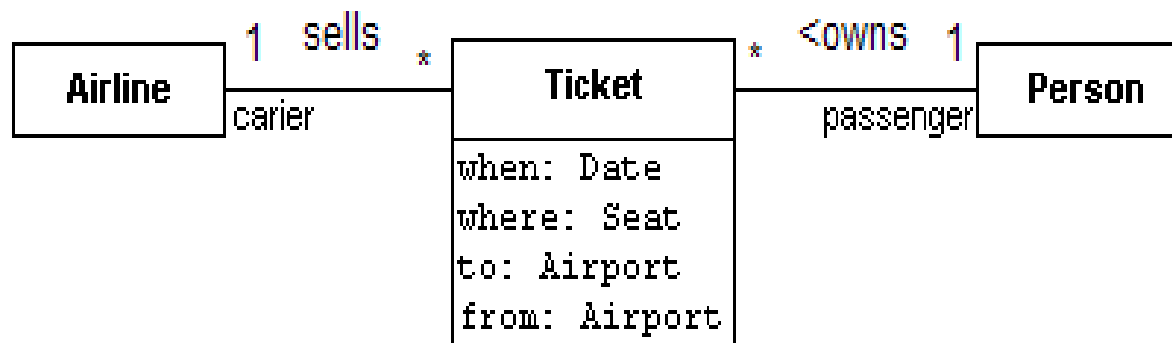 1 sells * * <owns 1
Airline Ticket Person
carier passenger
when: Date
where: Seat
to: Airport
from: Airport